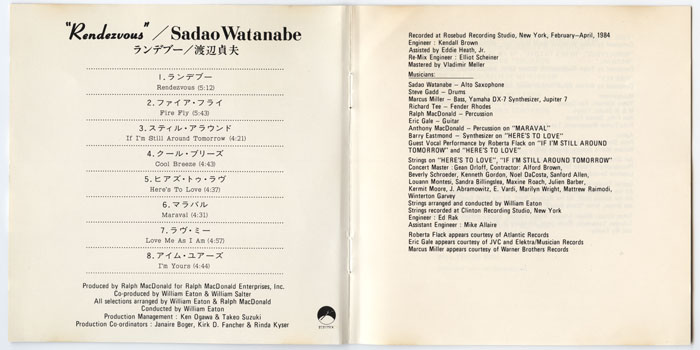 "Rendezvous" / Sadao Watanabe
ランデブー／渡辺貞夫
1. ランデブー
Rendezvous (5:12)
2. ファイア・フライ
Fire Fly (5:43)
3. スティル・アラウンド
If I'm Still Around Tomorrow (4:21)
4. クール・ブリーズ
Cool Breeze (4:43)
5. ヒアズ・トゥ・ラヴ
Here's To Love (4:37)
6. マラバル
Maraval (4:31)
7. ラヴ・ミー
Love Me As I Am (4:57)
8. アイム・ユアーズ
I'm Yours (4:44)
Produced by Ralph MacDonald for Ralph MacDonald Enterprises, Inc.
Co-produced by William Eaton & William Salter
All selections arranged by William Eaton & Ralph MacDonald
Conducted by William Eaton
Production Management : Ken Ogawa & Takeo Suzuki
Production Co-ordinators : Janaire Boger, Kirk D. Fancher & Rinda Kyser
Recorded at Rosebud Recording Studio, New York, February–April, 1984
Engineer : Kendall Brown
Assisted by Eddie Heath, Jr.
Re-Mix Engineer : Elliot Scheiner
Mastered by Vladimir Meller
Musicians:
Sadao Watanabe – Alto Saxophone
Steve Gadd – Drums
Marcus Miller – Bass, Yamaha DX-7 Synthesizer, Jupiter 7
Richard Tee – Fender Rhodes
Ralph MacDonald – Percussion
Eric Gale – Guitar
Anthony MacDonald – Percussion on "MARAVAL"
Barry Eastmond – Synthesizer on "HERE'S TO LOVE"
Guest Vocal Performance by Roberta Flack on "IF I'M STILL AROUND
TOMORROW" and "HERE'S TO LOVE"
Strings on "HERE'S TO LOVE", "IF I'M STILL AROUND TOMORROW"
Concert Master : Gean Orloff, Contractor: Alford Brown,
Beverly Schroeder, Kenneth Gordon, Noel DaCosta, Sanford Allen,
Louann Montesi, Sandra Billingslea, Maxine Roach, Julien Barber,
Kermit Moore, J. Abramowitz, E. Vardi, Marilyn Wright, Matthew Raimodi,
Winterton Garvey
Strings arranged and conducted by William Eaton
Strings recorded at Clinton Recording Studio, New York
Engineer : Ed Rak
Assistant Engineer : Mike Allaire
Roberta Flack appears courtesy of Atlantic Records
Eric Gale appears courtesy of JVC and Elektra/Musician Records
Marcus Miller appears courtesy of Warner Brothers Records